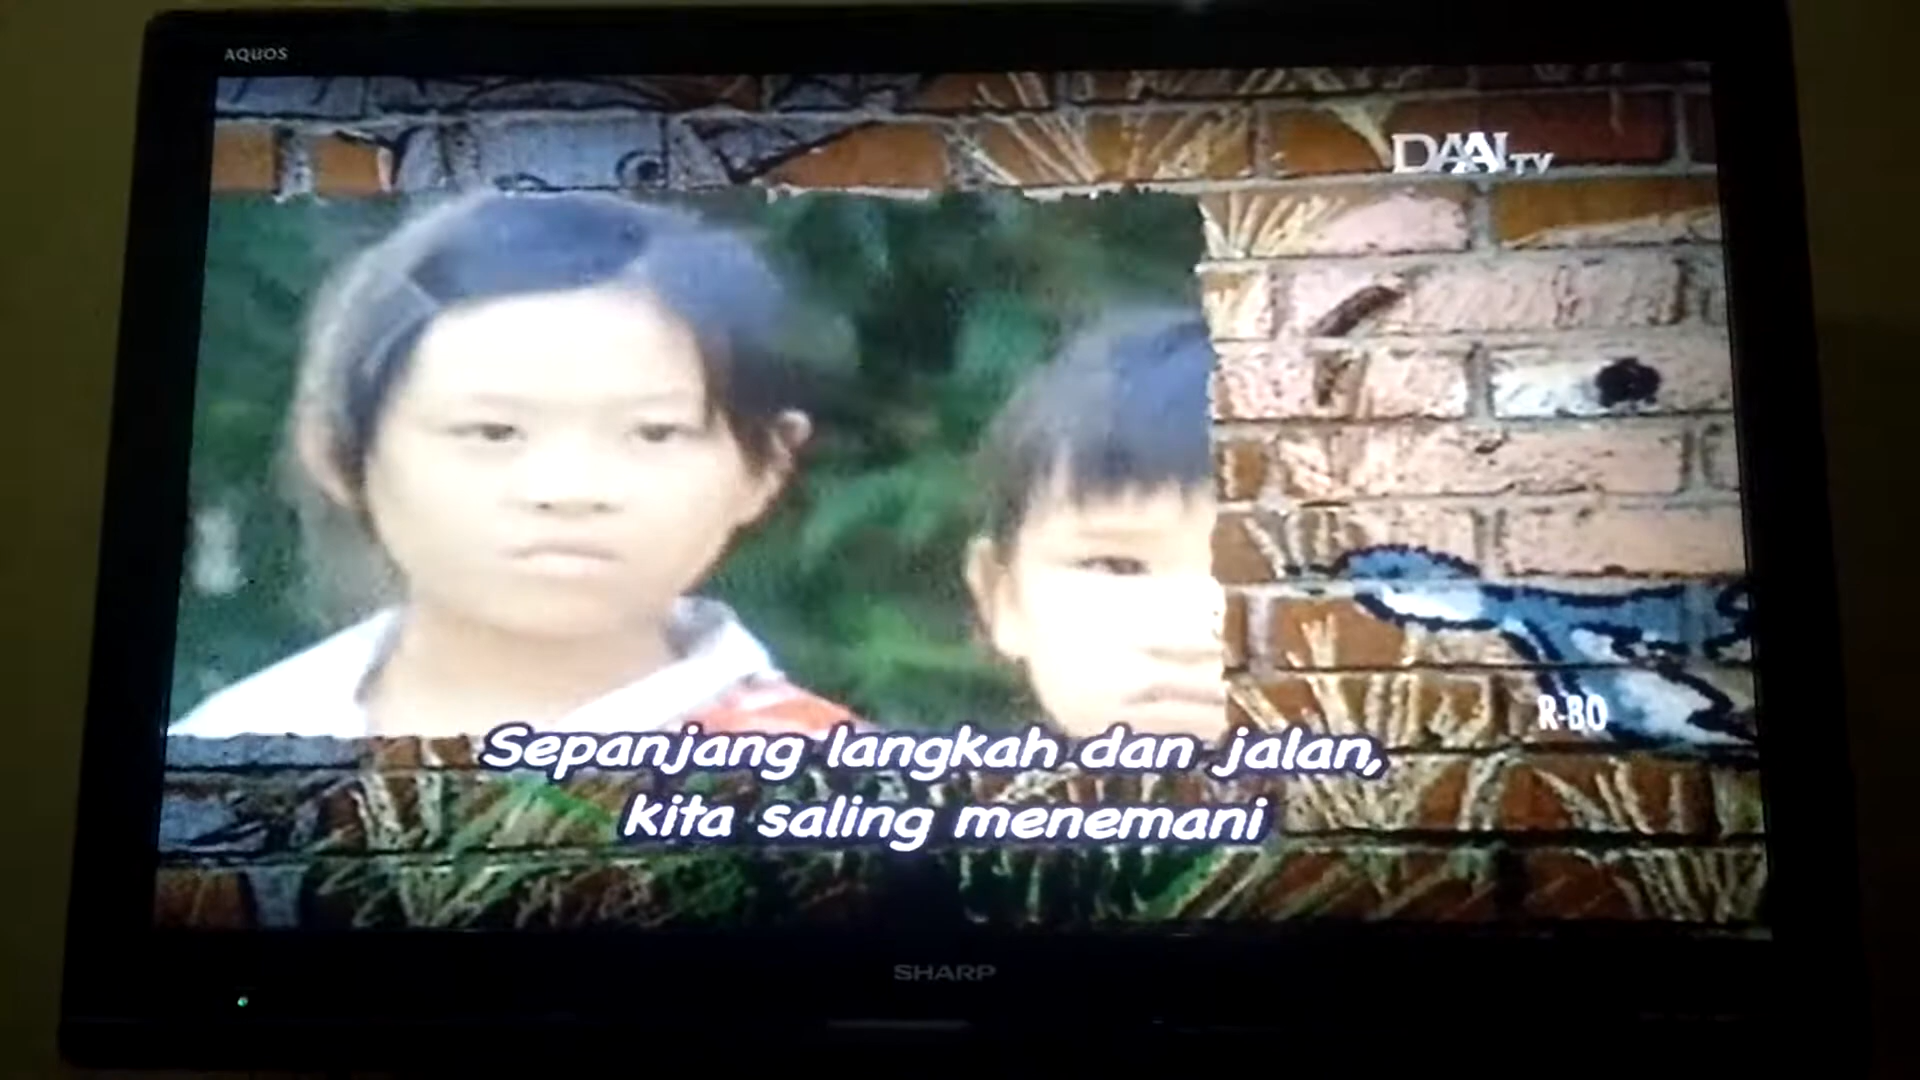 AQUOS
DAAI TV
R-BO
Sepanjang langkah dan jalan,
kita saling menemani
SHARP